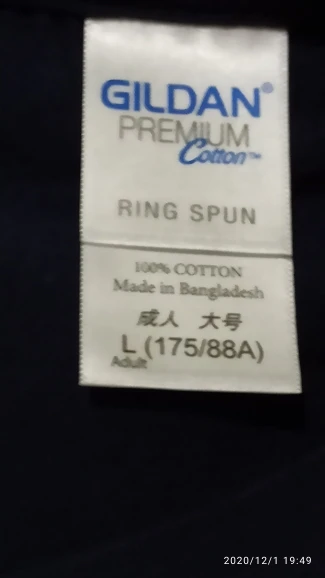 GILDAN®
PREMIUM
Cotton™
RING SPUN
100% COTTON
Made in Bangladesh
成人 大号
L (175/88A)
Adult
2020/12/1 19:49